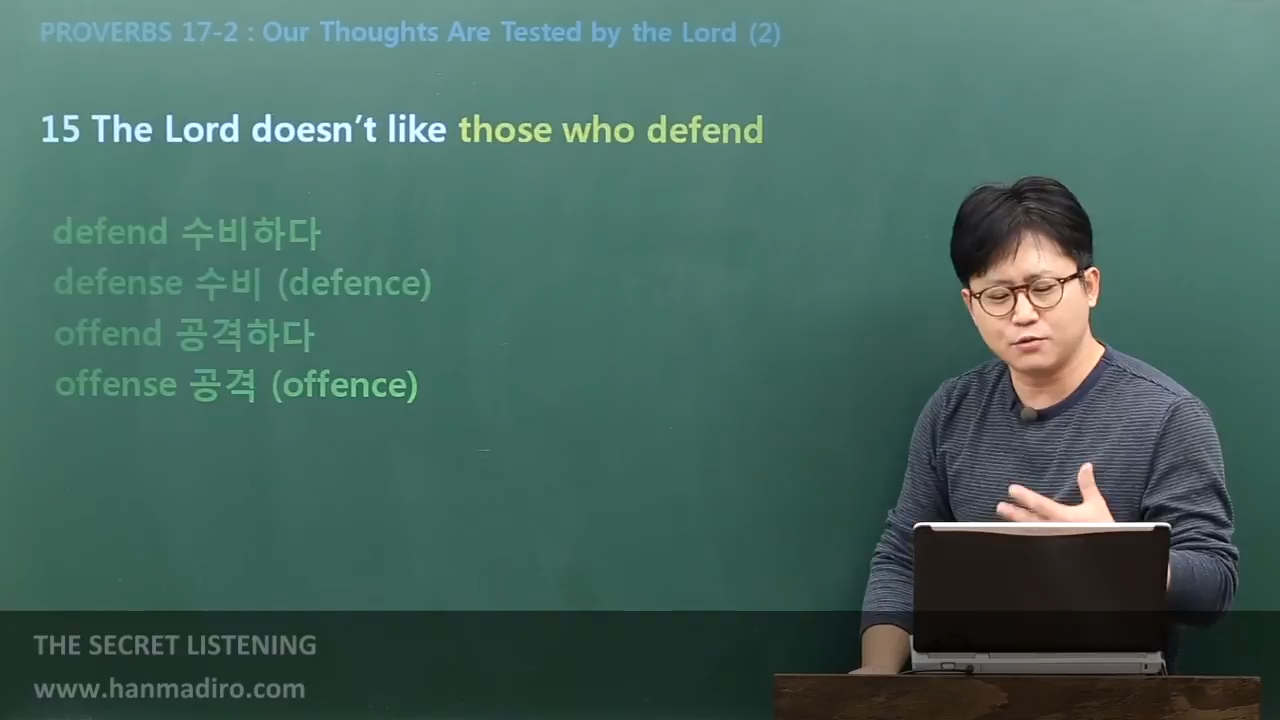 PROVERBS 17-2 : Our Thoughts Are Tested by the Lord (2)
15 The Lord doesn't like those who defend
defend 수비하다
defense 수비 (defence)
offend 공격하다
offense 공격 (offence)
THE SECRET LISTENING
www.hanmadiro.com